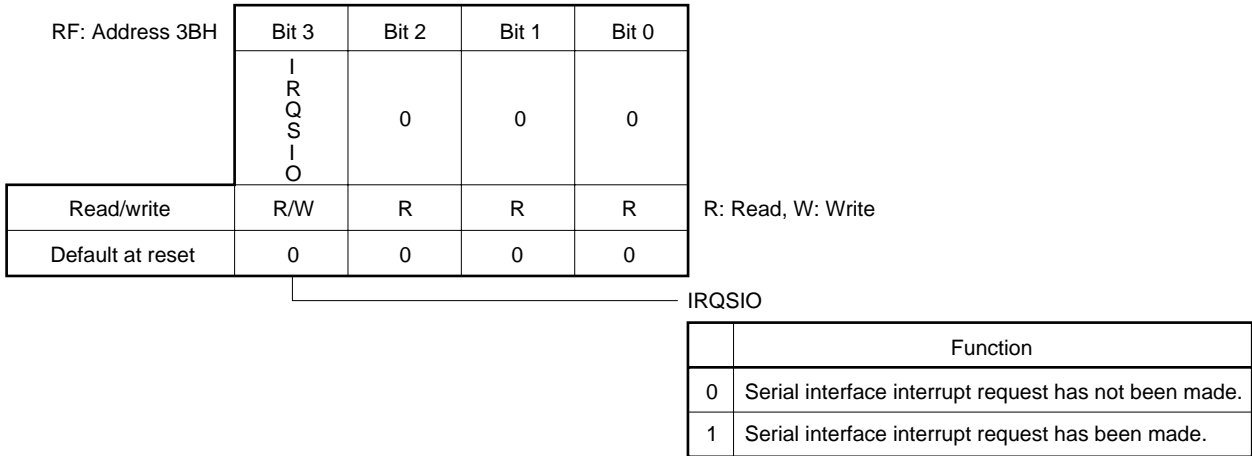 RF: Address 3BH Bit 3 Bit 2 Bit 1 Bit 0
IRQSIO 0 0 0
Read/write R/W R R R R: Read, W: Write
Default at reset 0 0 0 0
IRQSIO
Function
0 Serial interface interrupt request has not been made.
1 Serial interface interrupt request has been made.